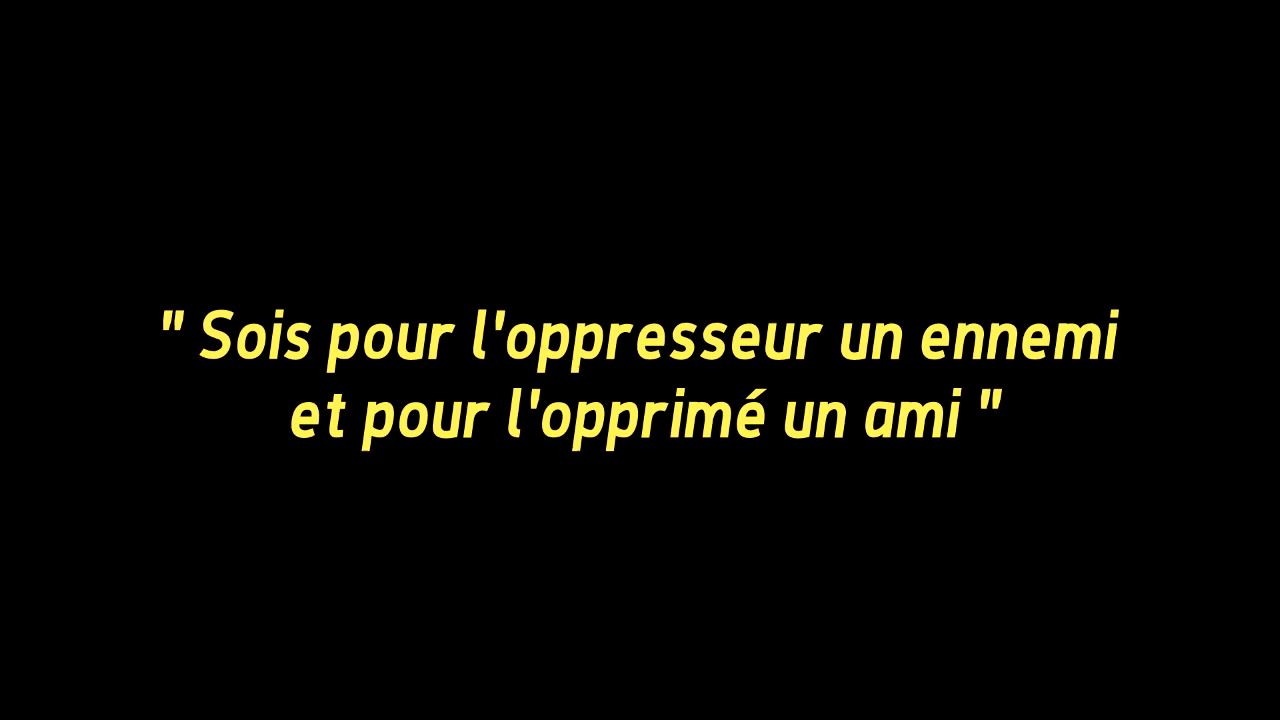 " Sois pour l'oppresseur un ennemi
et pour l'opprimé un ami "